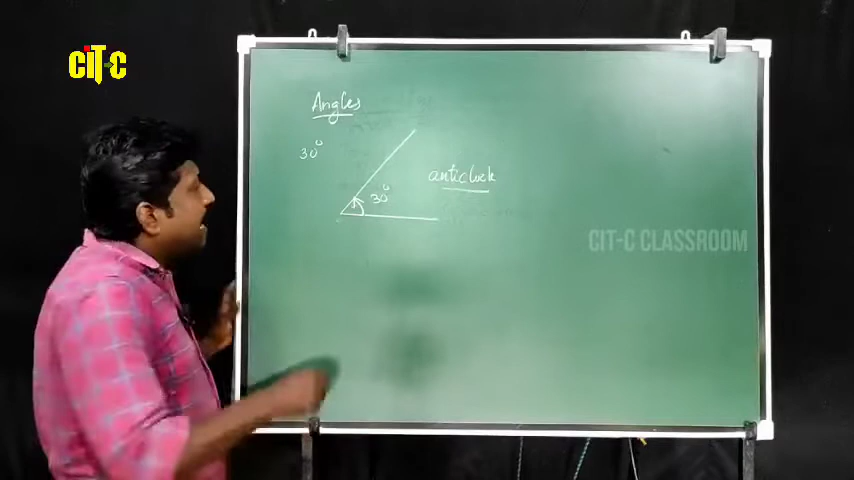 CiT-C
Angles
30°
anticlock
30°
CIT-C CLASSROOM